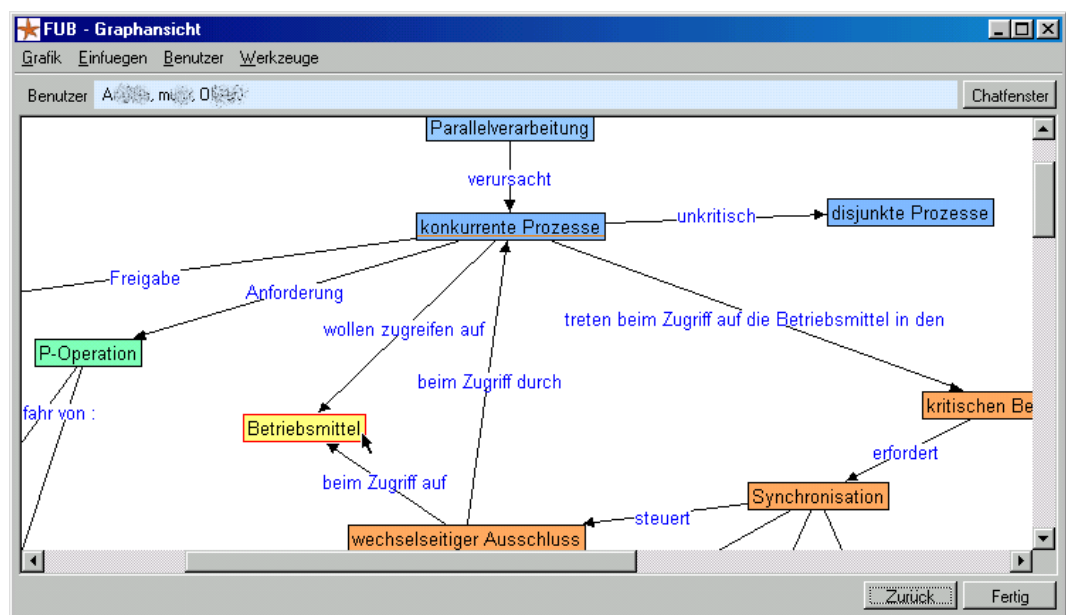 FUB - Graphansicht
Grafik Einfuegen Benutzer Werkzeuge
Benutzer
Chatfenster
Parallelverarbeitung
verursacht
konkurrente Prozesse
unkritisch
disjunkte Prozesse
Freigabe
Anforderung
wollen zugreifen auf
treten beim Zugriff auf die Betriebsmittel in den
P-Operation
beim Zugriff durch
fahr von :
Betriebsmittel
kritischen Be
erfordert
beim Zugriff auf
Synchronisation
steuert
wechselseitiger Ausschluss
Zurück
Fertig